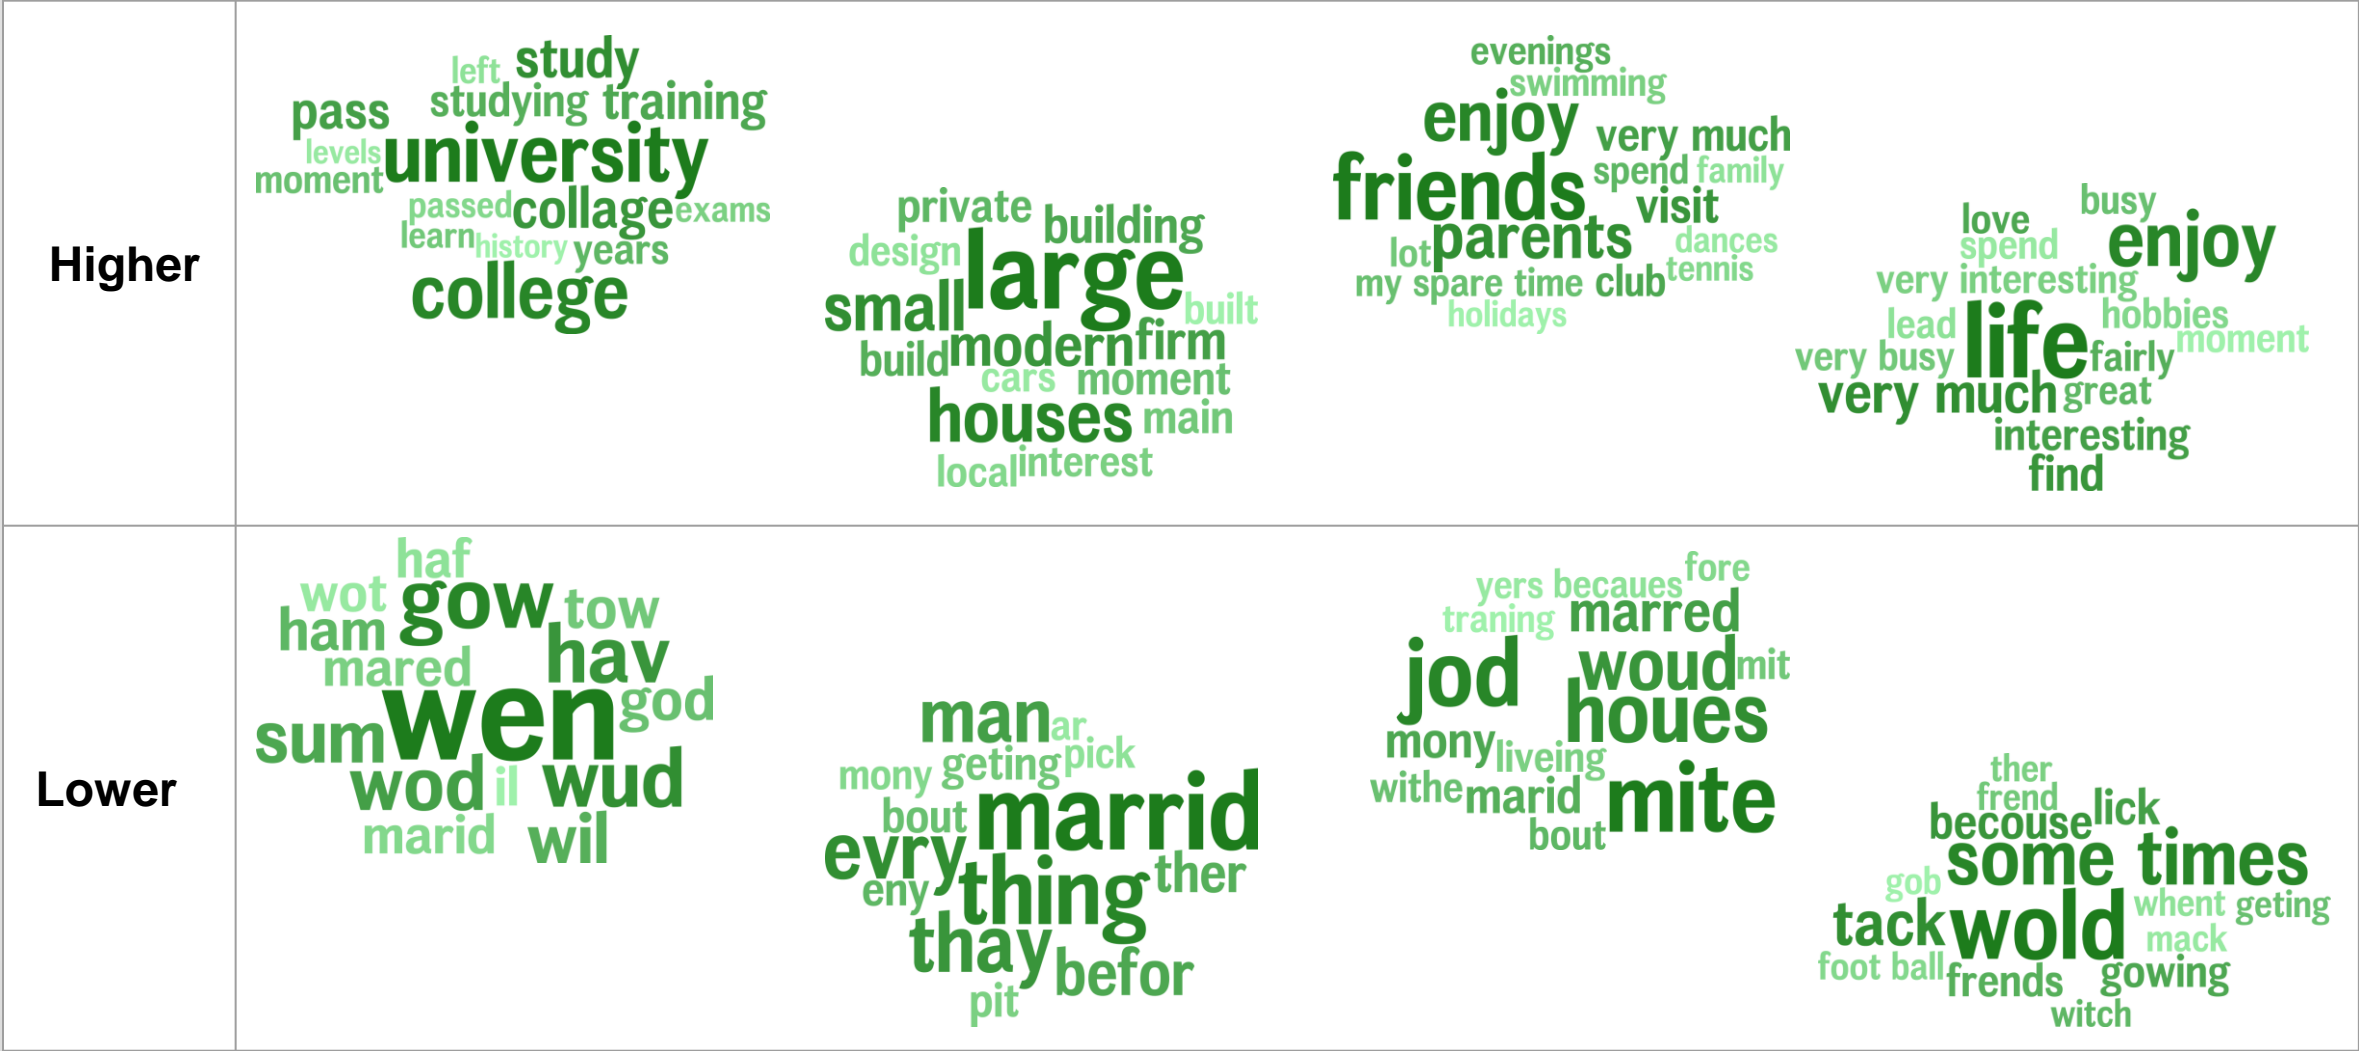 Higher
left study
studying training
pass
university
levels
moment
passed collage exams
learn history years
college
private building
design
large
small built
modern firm
build
cars moment
houses main
local interest
evenings
swimming
enjoy very much
friends spend family
visit
parents dances
lot
my spare time club tennis
holidays
busy
love enjoy
spend
very interesting
life hobbies
lead moment
very busy fairly
very much great
interesting
find
Lower
haf
wot gow tow
ham hav
mared
wen god
sum
wod il wud
marid wil
man ar
mony geting pick
marrid
bout
evry ther
eny thing
thay
befor
pit
fore
yers becaues
traning marred
jod woud mit
houes
mony liveing
withe marid mite
bout
ther
frend lick
becouse
some times
gob whent geting
tack wold mack
foot ball frends gowing
witch